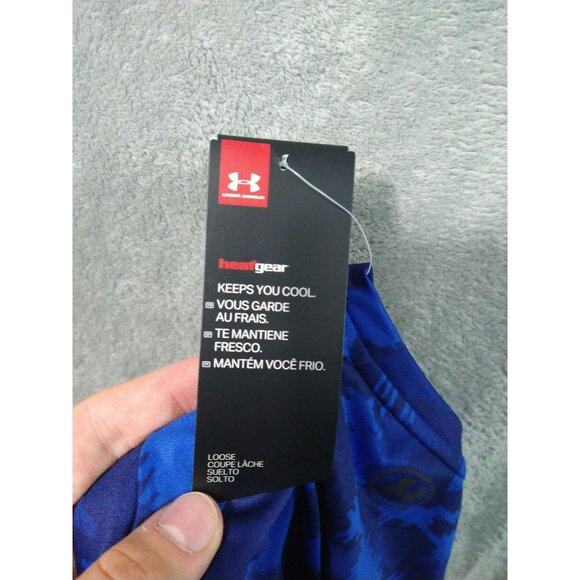 UNDER ARMOUR
heatgear
KEEPS YOU COOL.
FR VOUS GARDE
AU FRAIS.
TE MANTIENE
FRESCO.
MANTÉM VOCÊ FRIO.
LOOSE
COUPE LÂCHE
SUELTO
SOLTO